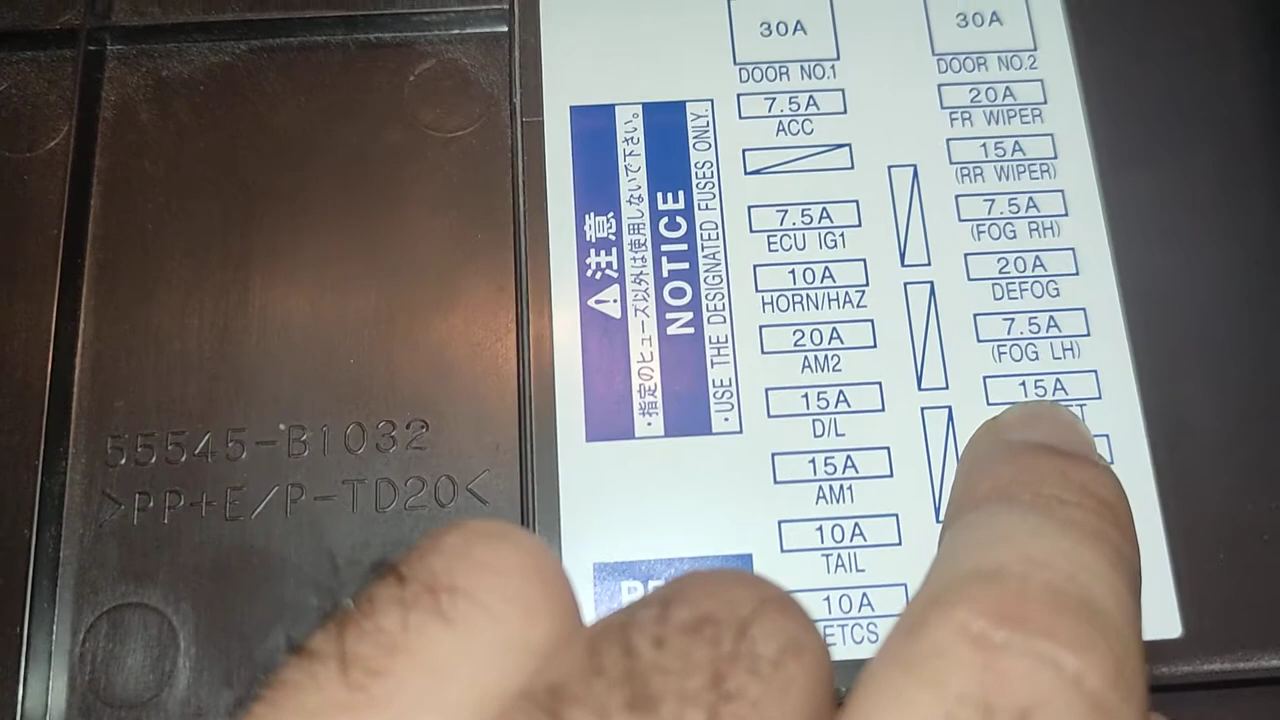 30A
DOOR NO.1
7.5A
ACC
7.5A
ECU IG1
10A
HORN/HAZ
20A
AM2
15A
D/L
15A
AM1
10A
TAIL
10A
ETCS
30A
DOOR NO.2
20A
FR WIPER
15A
(RR WIPER)
7.5A
(FOG RH)
20A
DEFOG
7.5A
(FOG LH)
15A
⚠注意
・指定のヒューズ以外は使用しないで下さい。
NOTICE
・USE THE DESIGNATED FUSES ONLY.
55545-B1032
>PP+E/P-TD20<